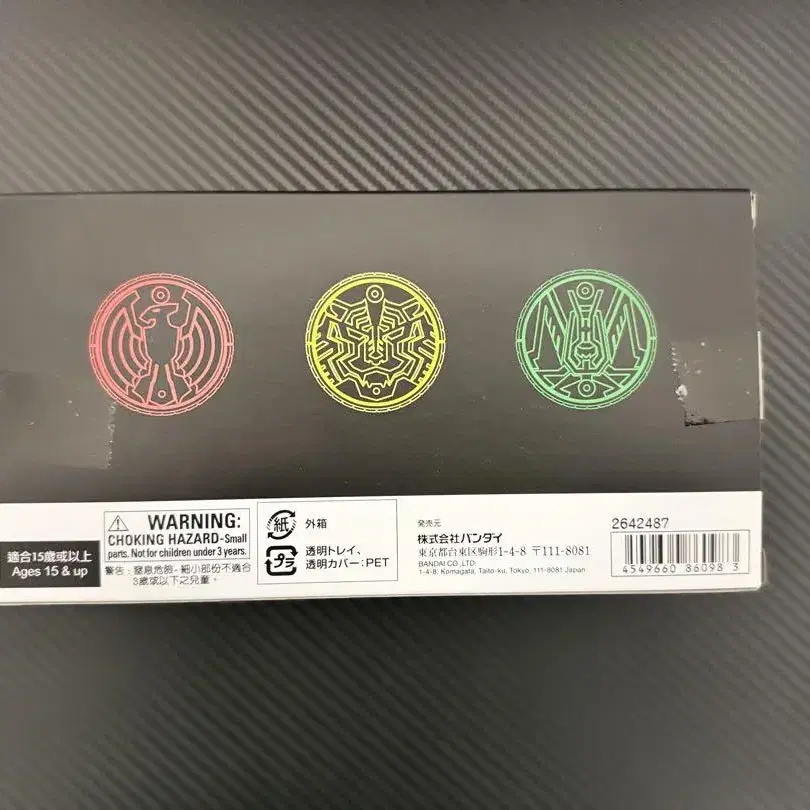 適合15歲或以上
Ages 15 & up
WARNING:
CHOKING HAZARD-Small
parts. Not for children under 3 years.
警告：窒息危險-細小部份不適合
3歲或以下之兒童。
紙 外箱
プラ 透明トレイ、
透明カバー：PET
発売元
株式会社バンダイ
東京都台東区駒形1-4-8 〒111-8081
BANDAI CO.,LTD.
1-4-8, Komagata, Taito-ku, Tokyo, 111-8081 Japan
2642487
4549660 86098 3